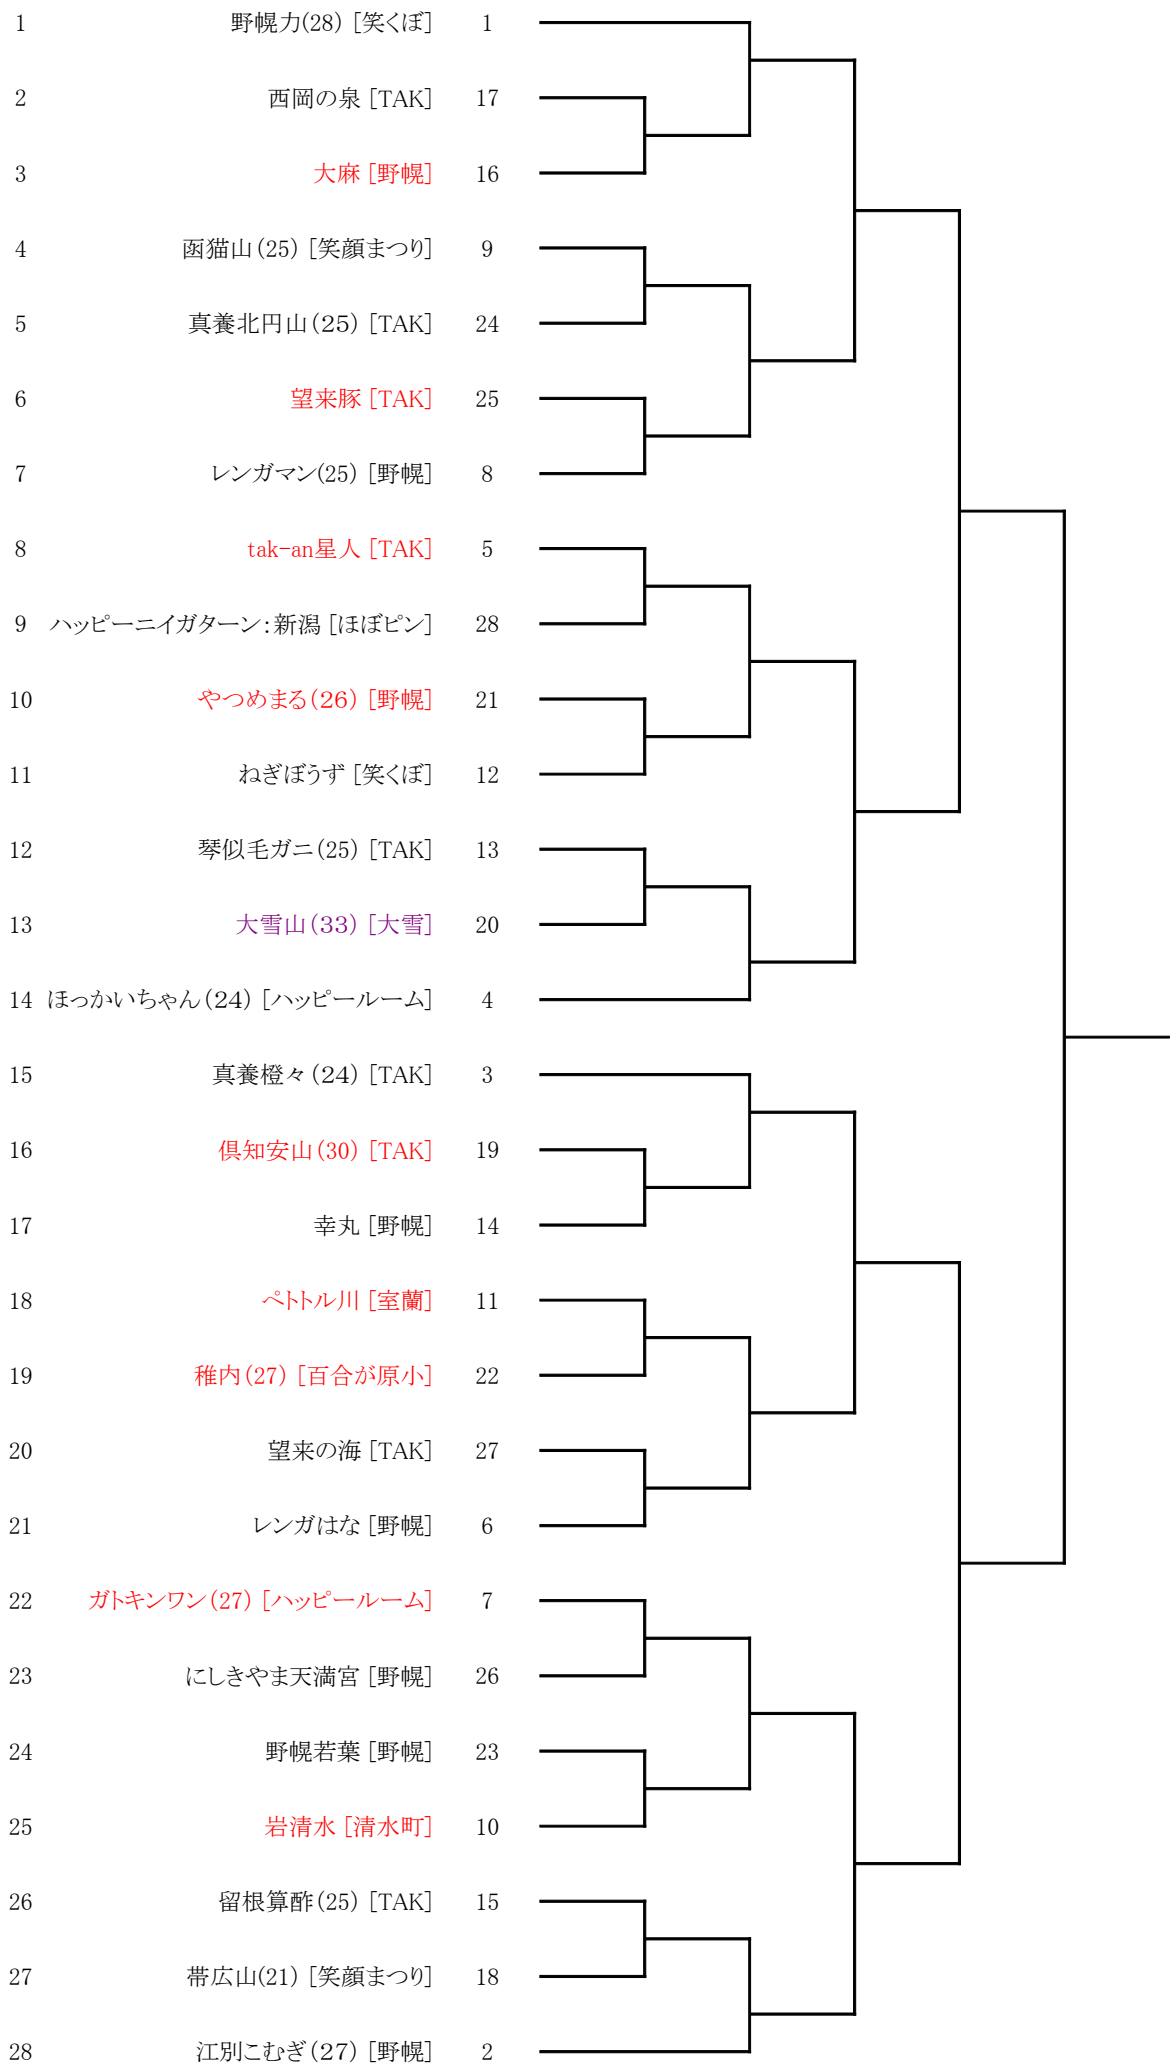 1 野幌力(28) [笑くぼ] 1
2 西岡の泉 [TAK] 17
3 大麻 [野幌] 16
4 函猫山(25) [笑顔まつり] 9
5 真養北円山(25) [TAK] 24
6 望来豚 [TAK] 25
7 レンガマン(25) [野幌] 8
8 tak-an星人 [TAK] 5
9 ハッピーニイガターン:新潟 [ほぼピン] 28
10 やつめまる(26) [野幌] 21
11 ねぎぼうず [笑くぼ] 12
12 琴似毛ガニ(25) [TAK] 13
13 大雪山(33) [大雪] 20
14 ほっかいちゃん(24) [ハッピールーム] 4
15 真養橙々(24) [TAK] 3
16 倶知安山(30) [TAK] 19
17 幸丸 [野幌] 14
18 ペトトル川 [室蘭] 11
19 稚内(27) [百合が原小] 22
20 望来の海 [TAK] 27
21 レンガはな [野幌] 6
22 ガトキンワン(27) [ハッピールーム] 7
23 にしきやま天満宮 [野幌] 26
24 野幌若葉 [野幌] 23
25 岩清水 [清水町] 10
26 留根算酢(25) [TAK] 15
27 帯広山(21) [笑顔まつり] 18
28 江別こむぎ(27) [野幌] 2